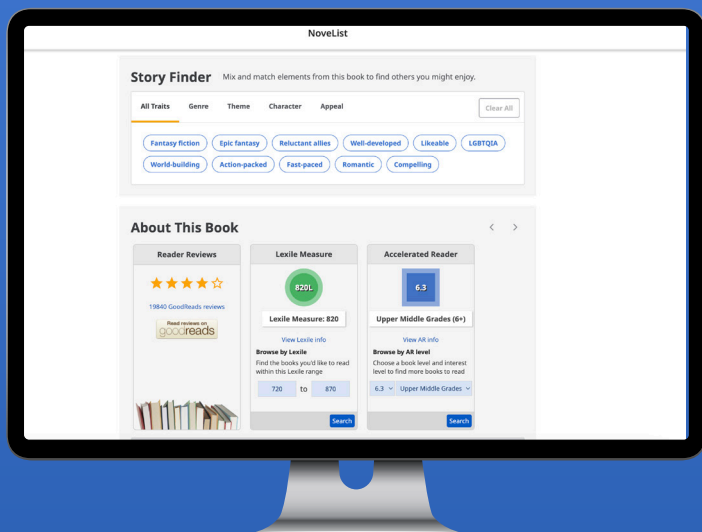 NoveList
Story Finder Mix and match elements from this book to find others you might enjoy.
All Traits Genre Theme Character Appeal Clear All
Fantasy fiction Epic fantasy Reluctant allies Well-developed Likeable LGBTQIA
World-building Action-packed Fast-paced Romantic Compelling
About This Book < >
Reader Reviews
19840 GoodReads reviews
Read reviews on
goodreads
Lexile Measure
820L
Lexile Measure: 820
View Lexile info
Browse by Lexile
Find the books you'd like to read
within this Lexile range
720 to 870
Search
Accelerated Reader
6.3
Upper Middle Grades (6+)
View AR info
Browse by AR level
Choose a book level and interest
level to find more books to read
6.3 Upper Middle Grades
Search